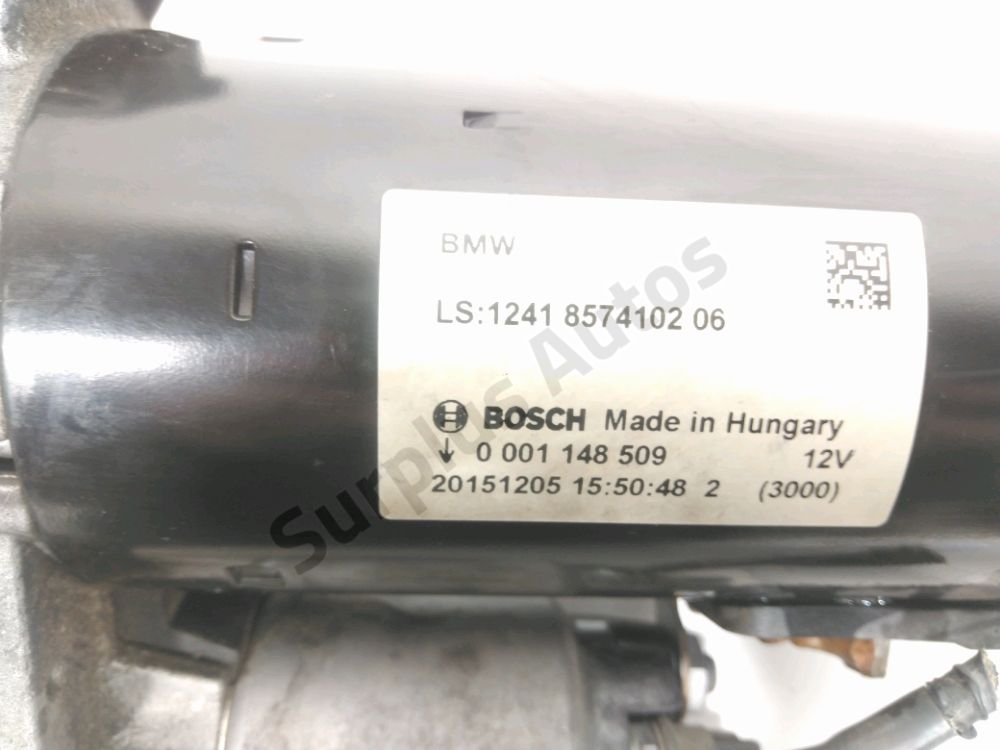 BMW
LS:1241 8574102 06
BOSCH Made in Hungary
↓ 0 001 148 509 12V
20151205 15:50:48 2 (3000)
Surplus Autos